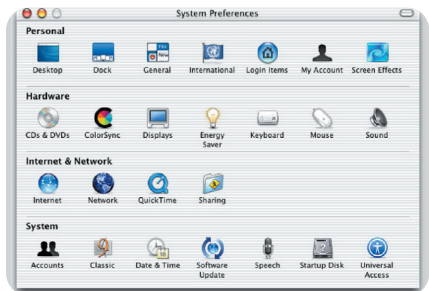 System Preferences
Personal
Desktop Dock General International Login Items My Account Screen Effects
Hardware
CDs & DVDs ColorSync Displays Energy Saver Keyboard Mouse Sound
Internet & Network
Internet Network QuickTime Sharing
System
Accounts Classic Date & Time Software Update Speech Startup Disk Universal Access